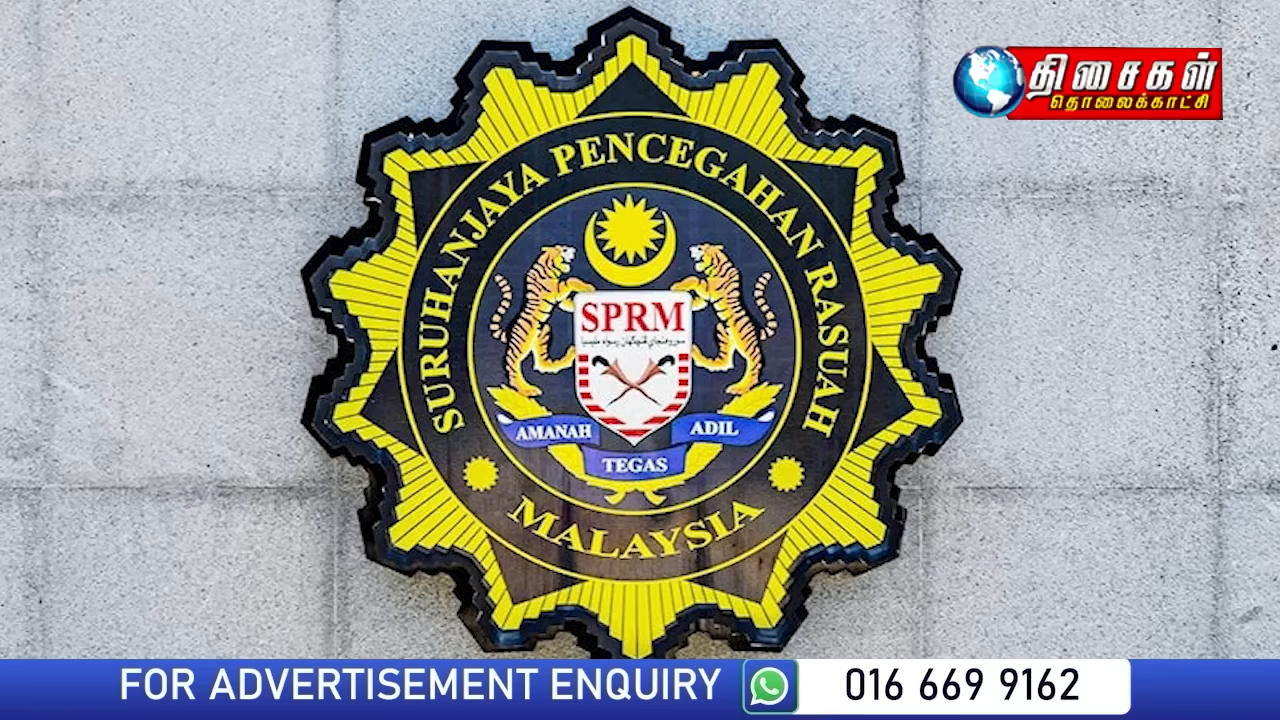 திசைகள்
தொலைக்காட்சி
SURUHANJAYA PENCEGAHAN RASUAH
SPRM
AMANAH
ADIL
TEGAS
MALAYSIA
FOR ADVERTISEMENT ENQUIRY
016 669 9162